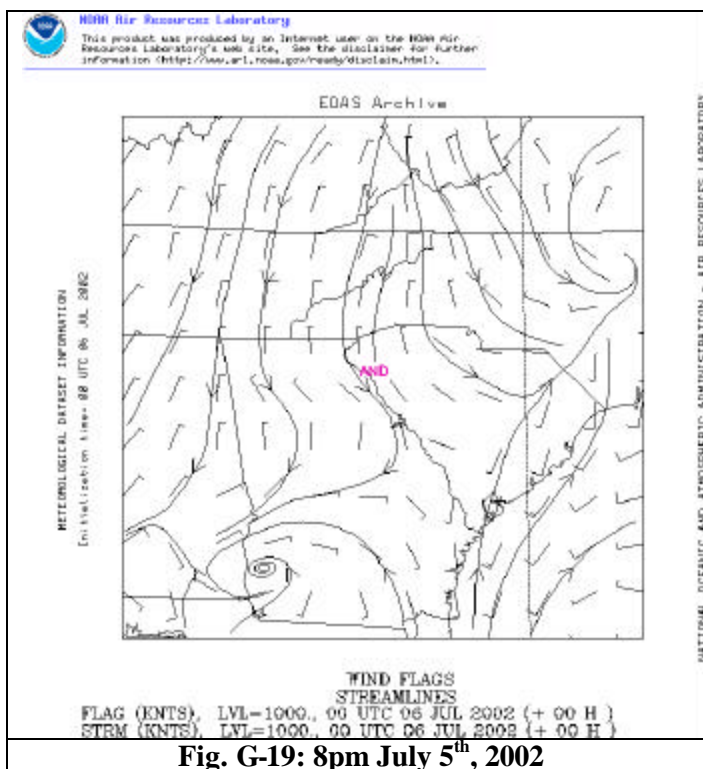 NOAA Air Resources Laboratory
This product was produced by an Internet user on the NOAA Air
Resources Laboratory's web site. See the disclaimer for further
information (http://www.arl.noaa.gov/ready/disclaim.html).
EDAS Archive
METEOROLOGICAL DATASET INFORMATION
Initialization time= 00 UTC 06 JUL 2002
AND
NATIONAL OCEANIC AND ATMOSPHERIC ADMINISTRATION - AIR RESOURCES LABORATORY
WIND FLAGS
STREAMLINES
FLAG (KNTS), LVL=1000., 00 UTC 06 JUL 2002 (+ 00 H )
STRM (KNTS), LVL=1000., 00 UTC 06 JUL 2002 (+ 00 H )
Fig. G-19: 8pm July 5th, 2002